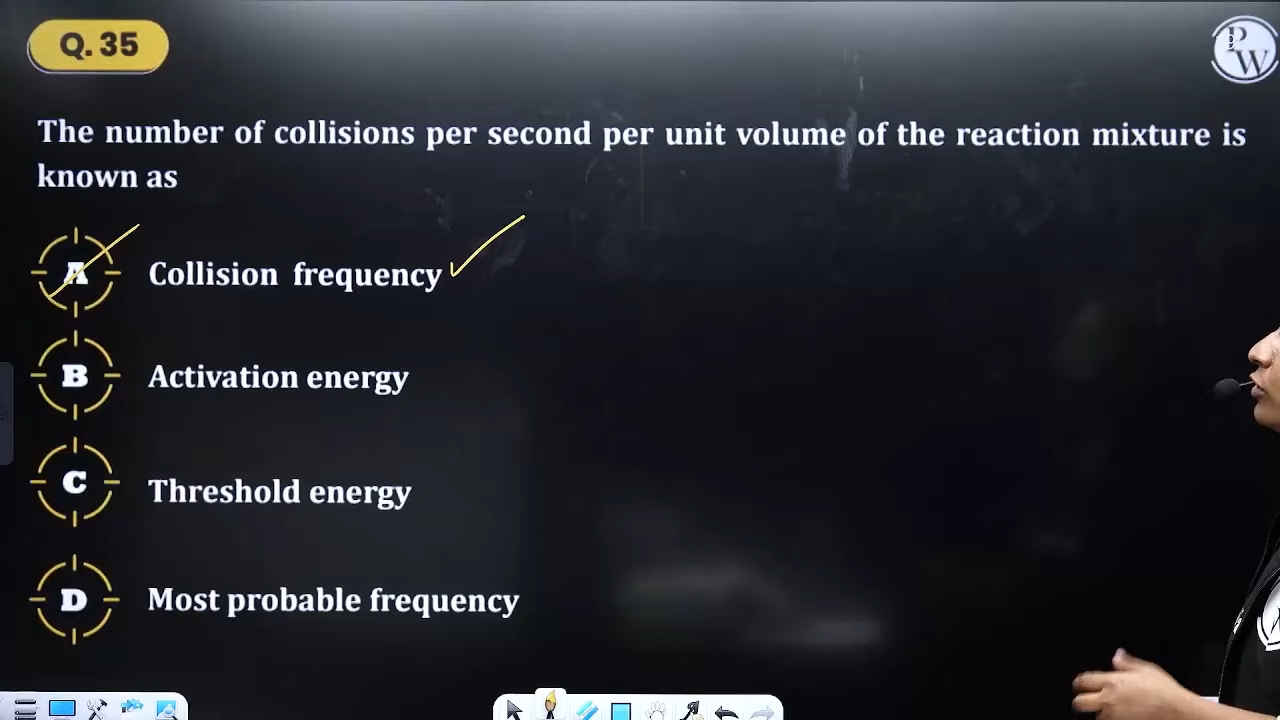 Q. 35
PW
The number of collisions per second per unit volume of the reaction mixture is
known as
A Collision frequency
B Activation energy
C Threshold energy
D Most probable frequency